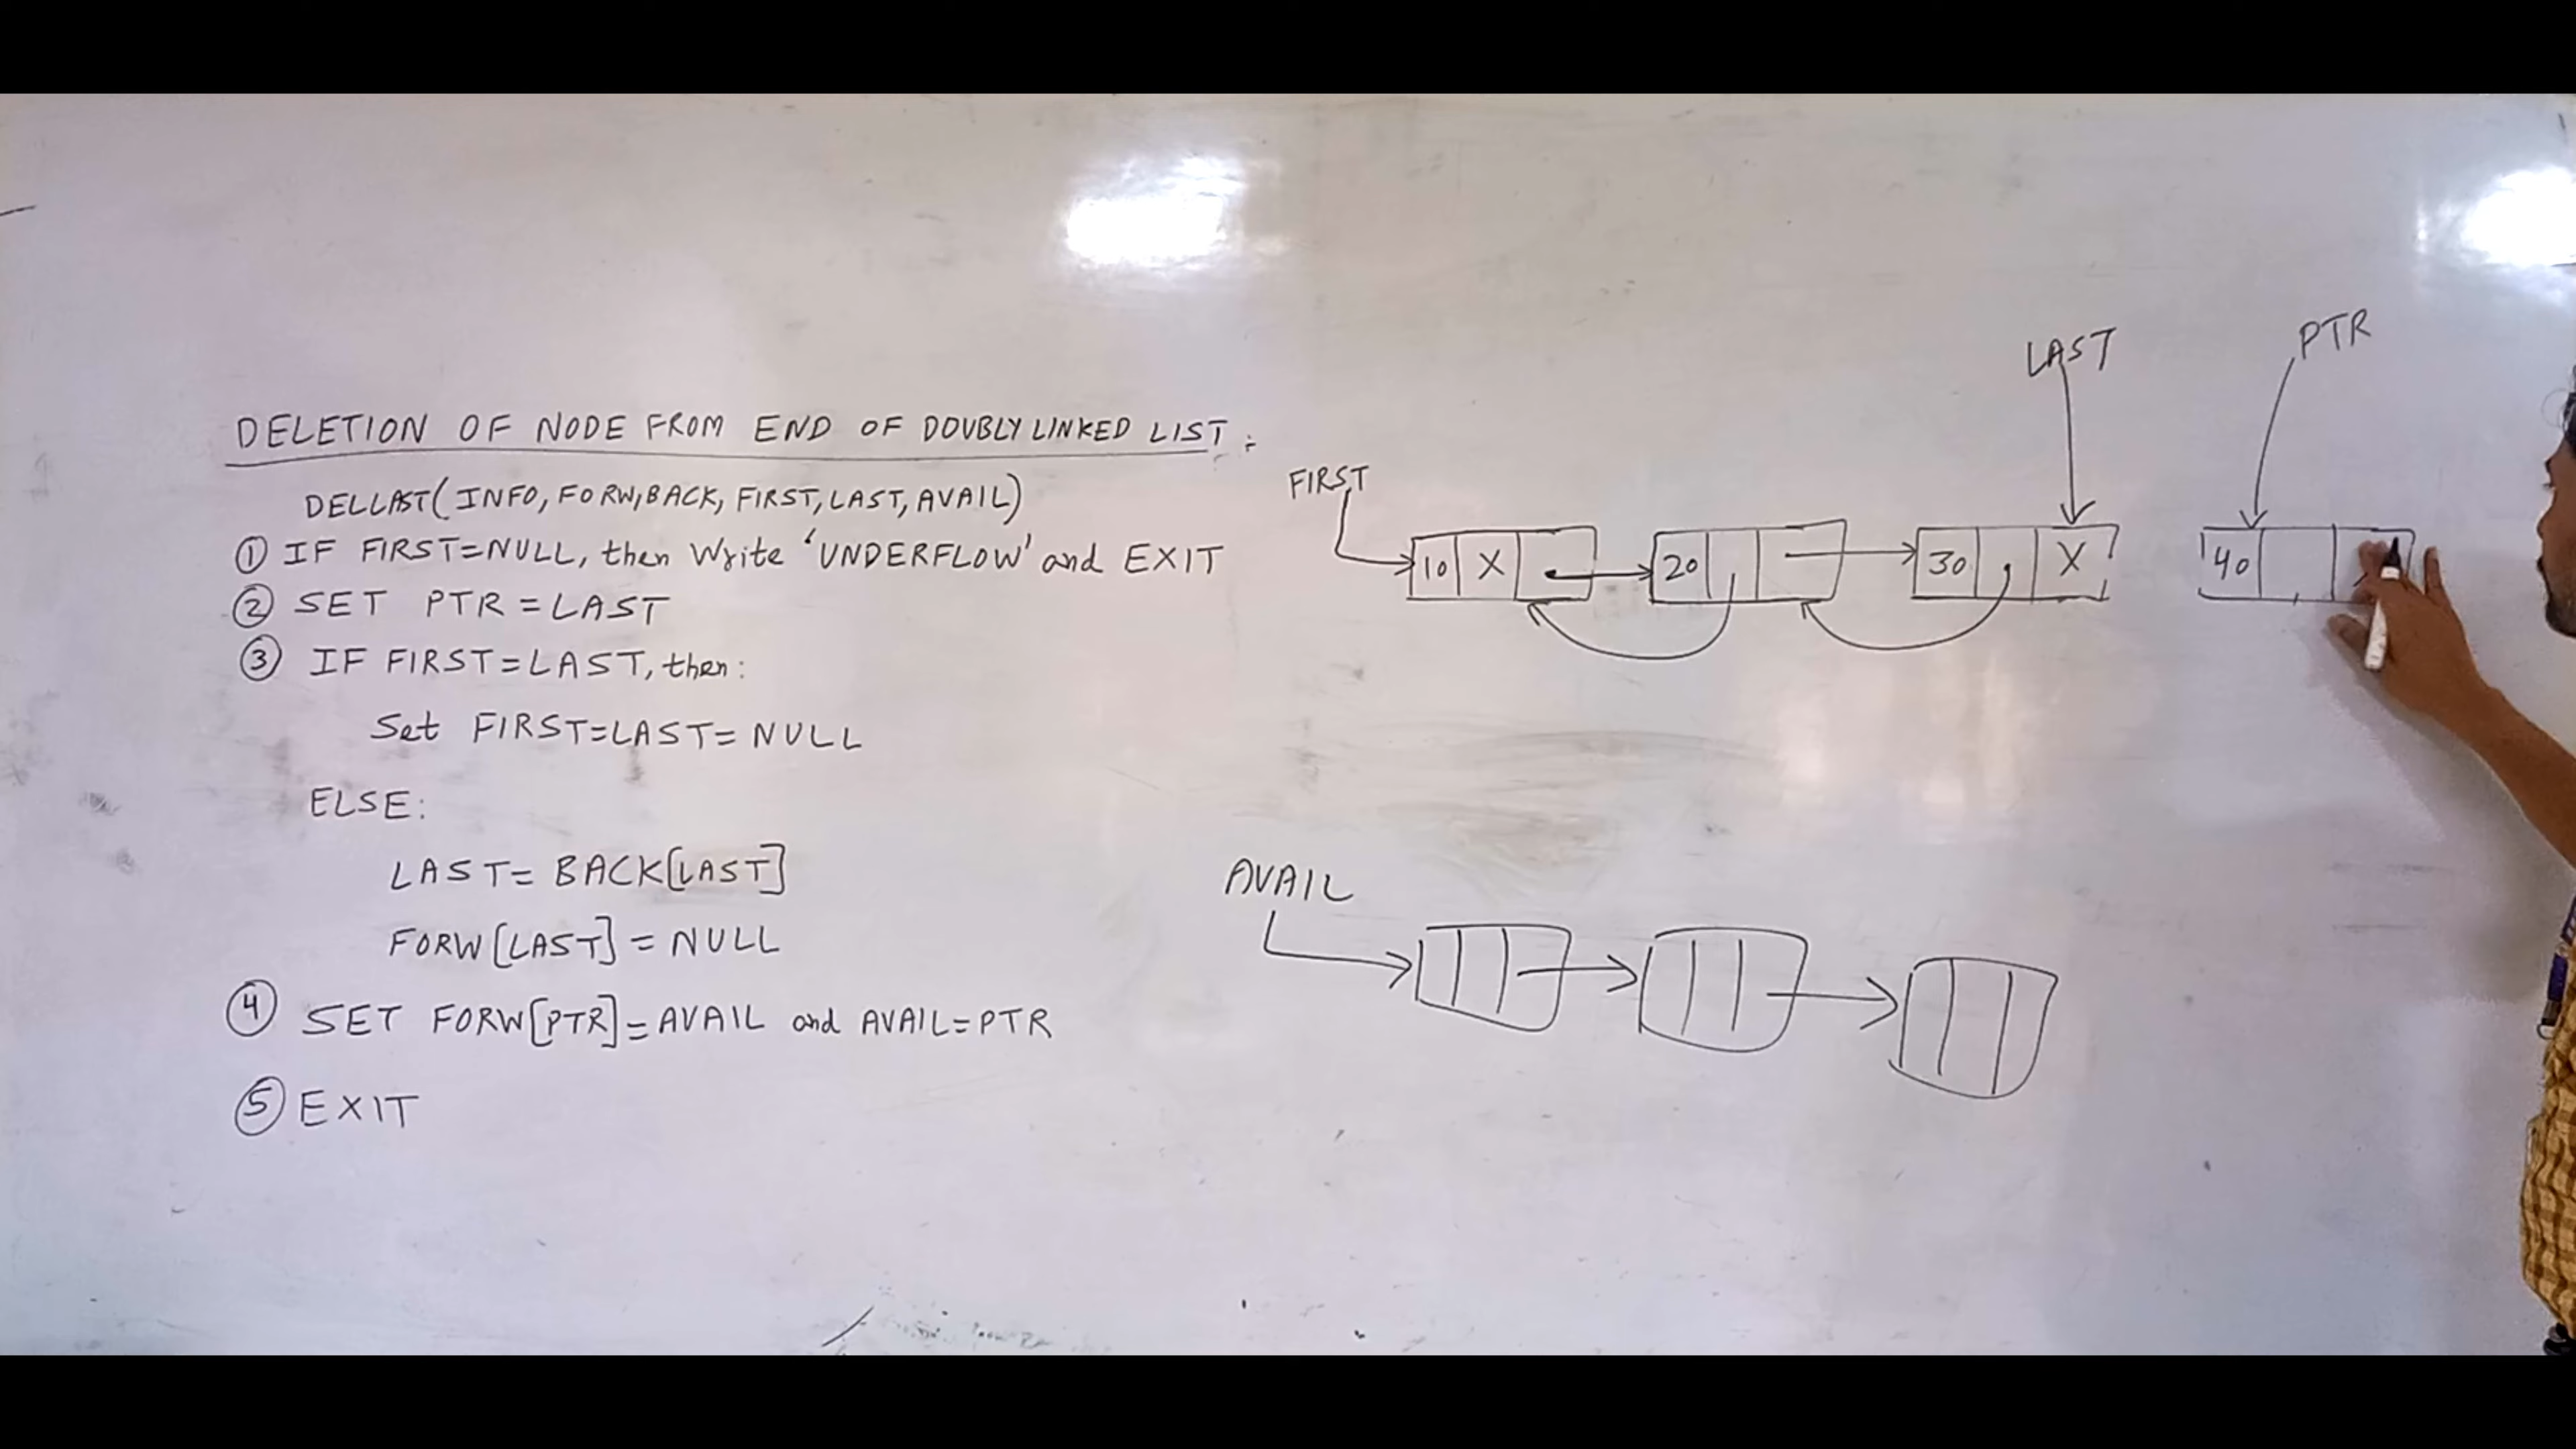 DELETION OF NODE FROM END OF DOUBLY LINKED LIST :-
DELLAST(INFO, FORW, BACK, FIRST, LAST, AVAIL)
① IF FIRST=NULL, then Write 'UNDERFLOW' and EXIT
② SET PTR = LAST
③ IF FIRST=LAST, then:
Set FIRST=LAST= NULL
ELSE:
LAST= BACK[LAST]
FORW[LAST] = NULL
④ SET FORW[PTR]=AVAIL and AVAIL=PTR
⑤ EXIT
PTR
LAST
FIRST
10 X 20 30 X 40
AVAIL